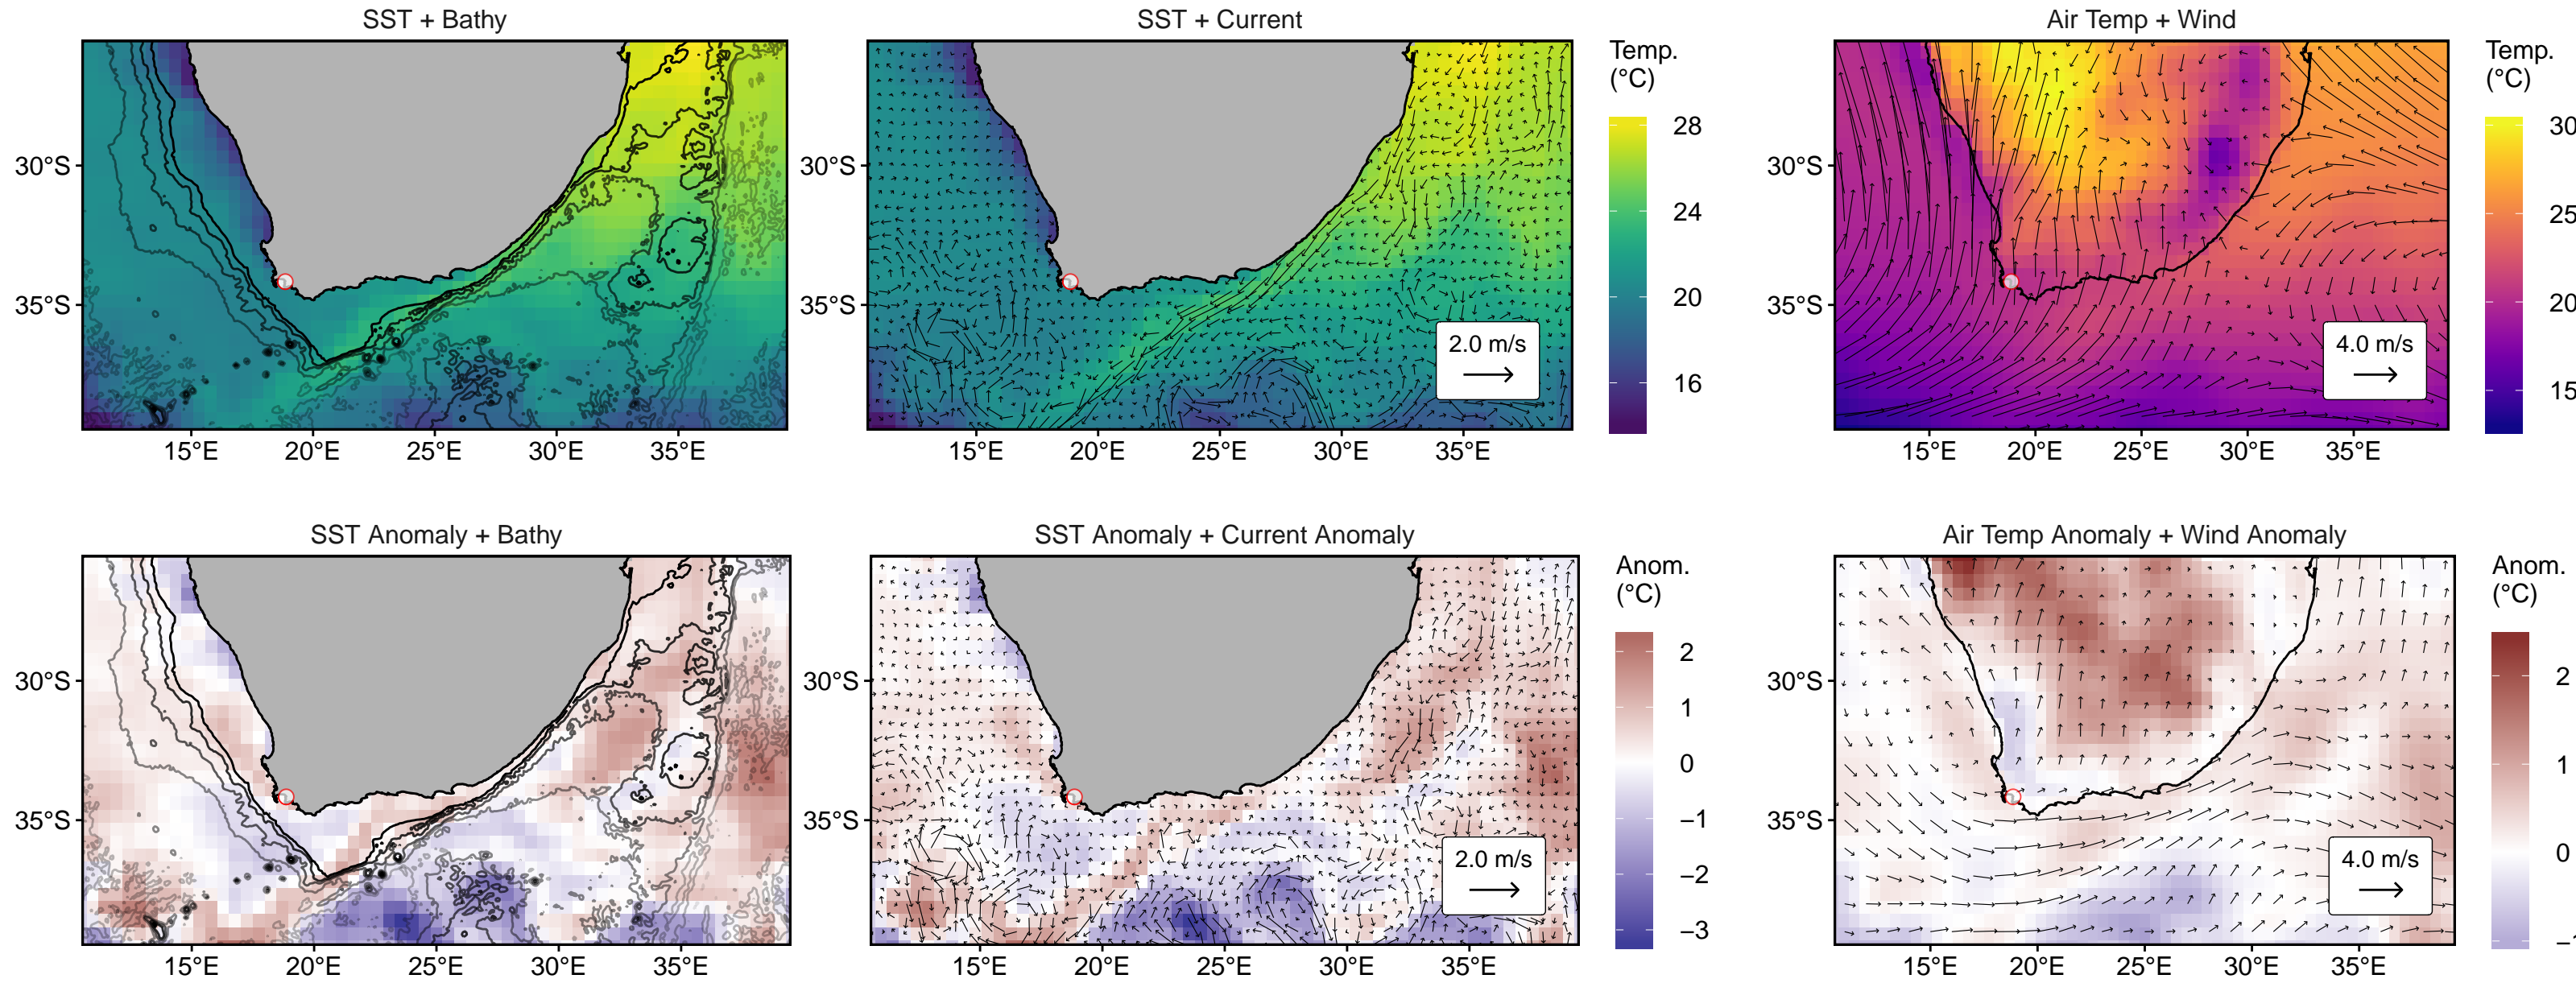 SST + Bathy
SST + Current
Air Temp + Wind
30°S
35°S
15°E 20°E 25°E 30°E 35°E
30°S
35°S
2.0 m/s
15°E 20°E 25°E 30°E 35°E
Temp.
(°C)
28
24
20
16
30°S
35°S
4.0 m/s
15°E 20°E 25°E 30°E 35°E
Temp.
(°C)
30
25
20
15
SST Anomaly + Bathy
SST Anomaly + Current Anomaly
Air Temp Anomaly + Wind Anomaly
30°S
35°S
15°E 20°E 25°E 30°E 35°E
30°S
35°S
2.0 m/s
15°E 20°E 25°E 30°E 35°E
Anom.
(°C)
2
1
0
−1
−2
−3
30°S
35°S
4.0 m/s
15°E 20°E 25°E 30°E 35°E
Anom.
(°C)
2
1
0